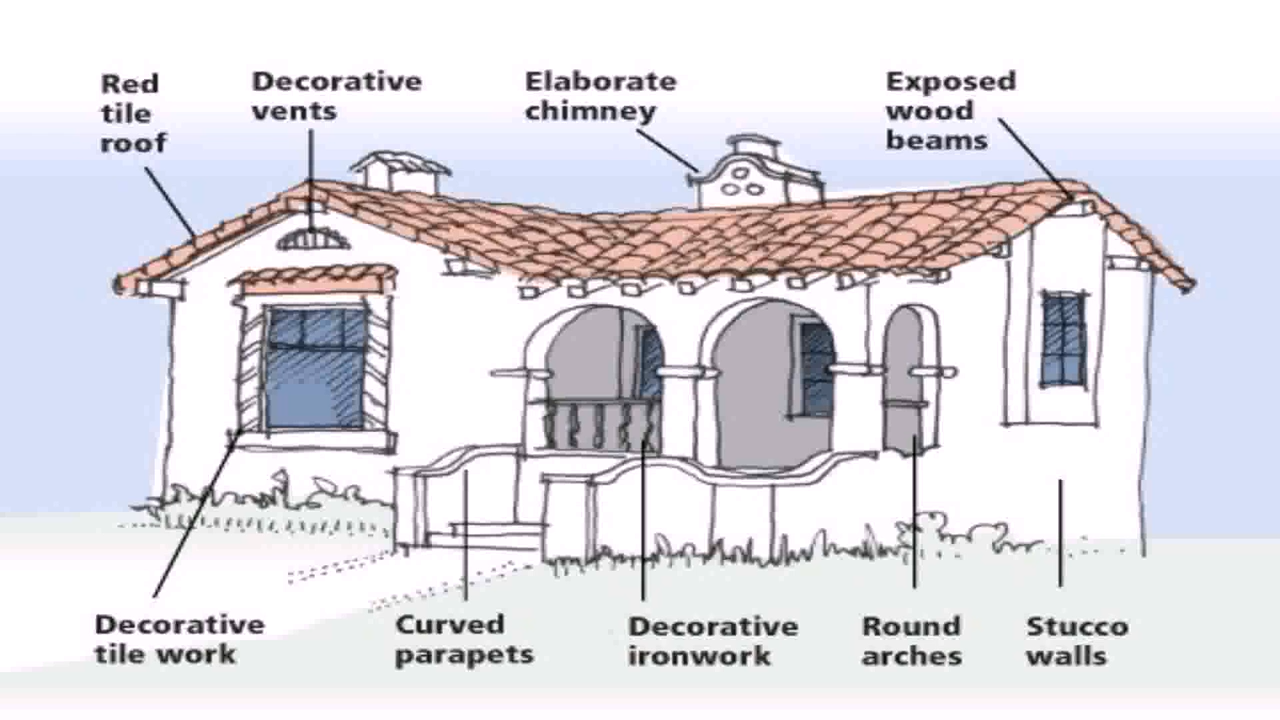 Red
tile
roof
Decorative
vents
Elaborate
chimney
Exposed
wood
beams
Decorative
tile work
Curved
parapets
Decorative
ironwork
Round
arches
Stucco
walls